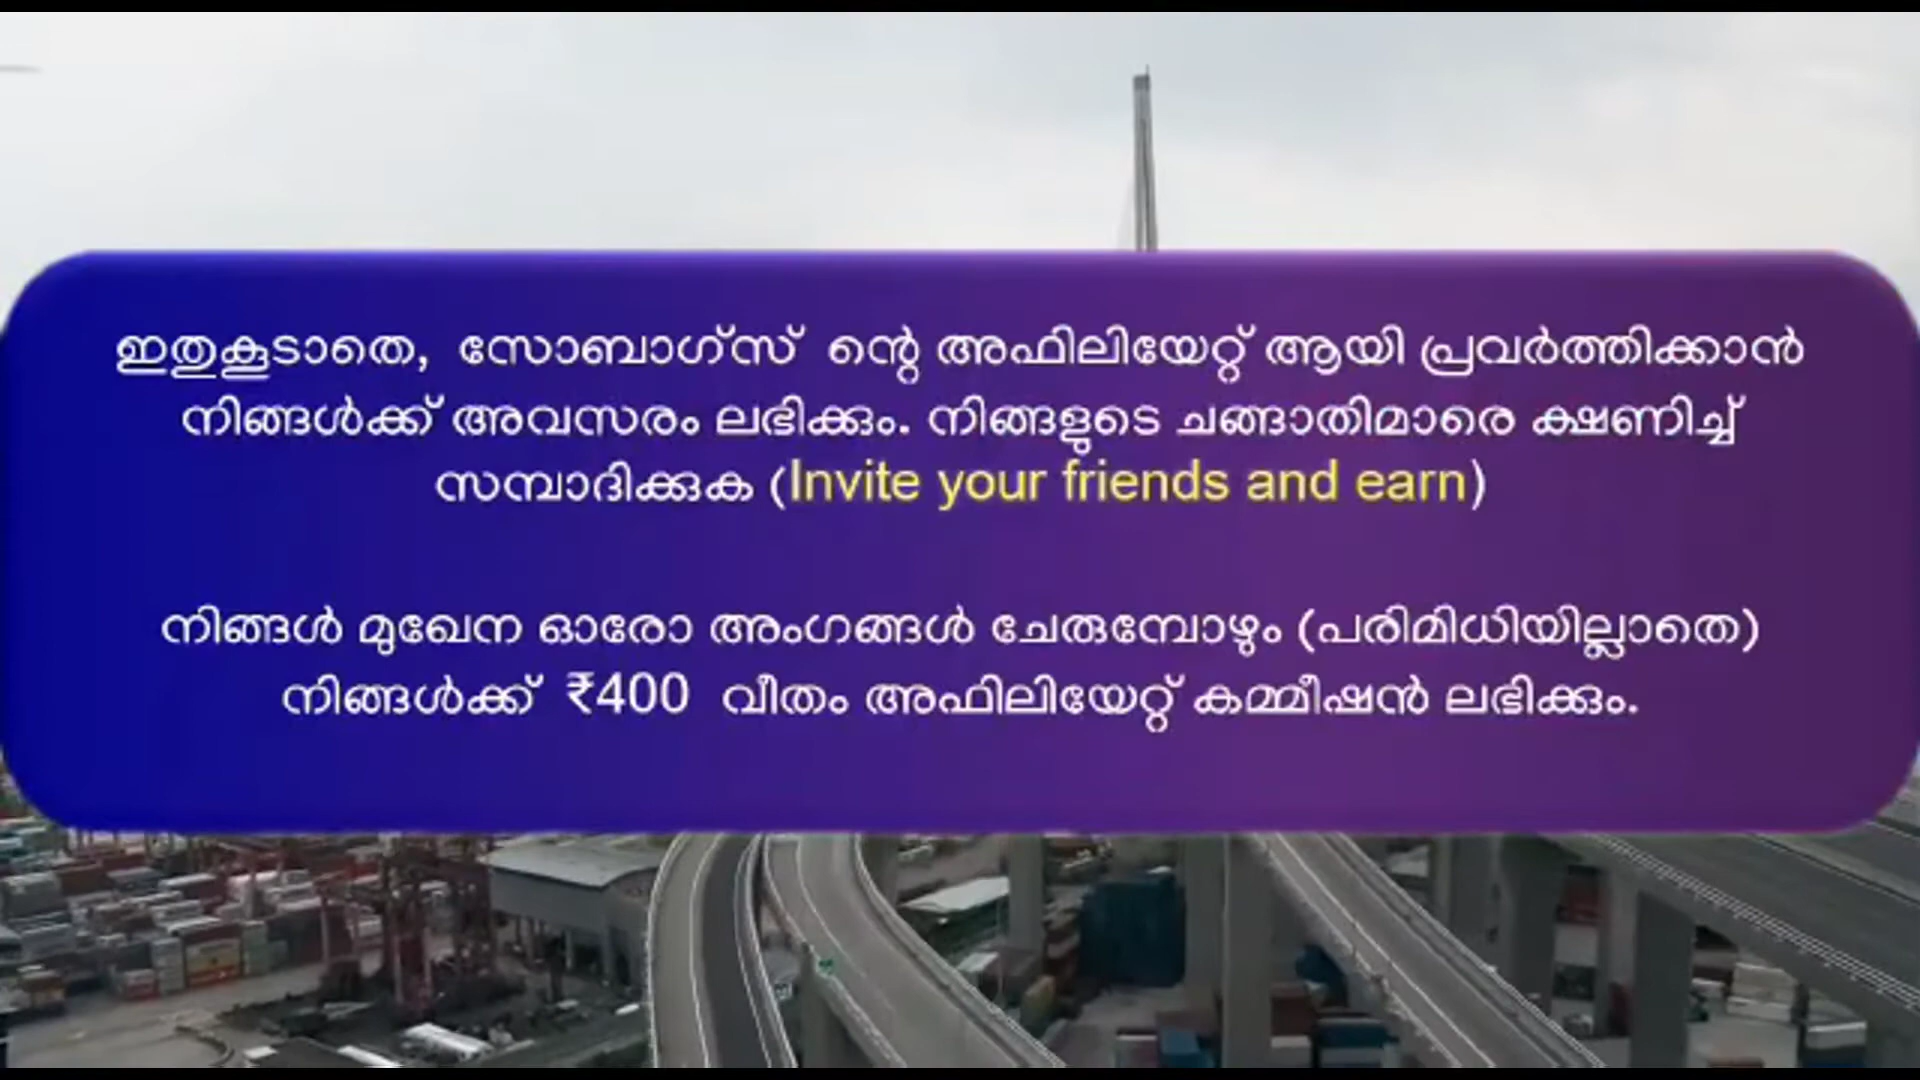 ഇതുകൂടാതെ, സോബാഗ്സ് ന്റെ അഫിലിയേറ്റ് ആയി പ്രവർത്തിക്കാൻ
നിങ്ങൾക്ക് അവസരം ലഭിക്കും. നിങ്ങളുടെ ചങ്ങാതിമാരെ ക്ഷണിച്ച്
സമ്പാദിക്കുക (Invite your friends and earn)
നിങ്ങൾ മുഖേന ഓരോ അംഗങ്ങൾ ചേരുമ്പോഴും (പരിമിധിയില്ലാതെ)
നിങ്ങൾക്ക് ₹400 വീതം അഫിലിയേറ്റ് കമ്മീഷൻ ലഭിക്കും.